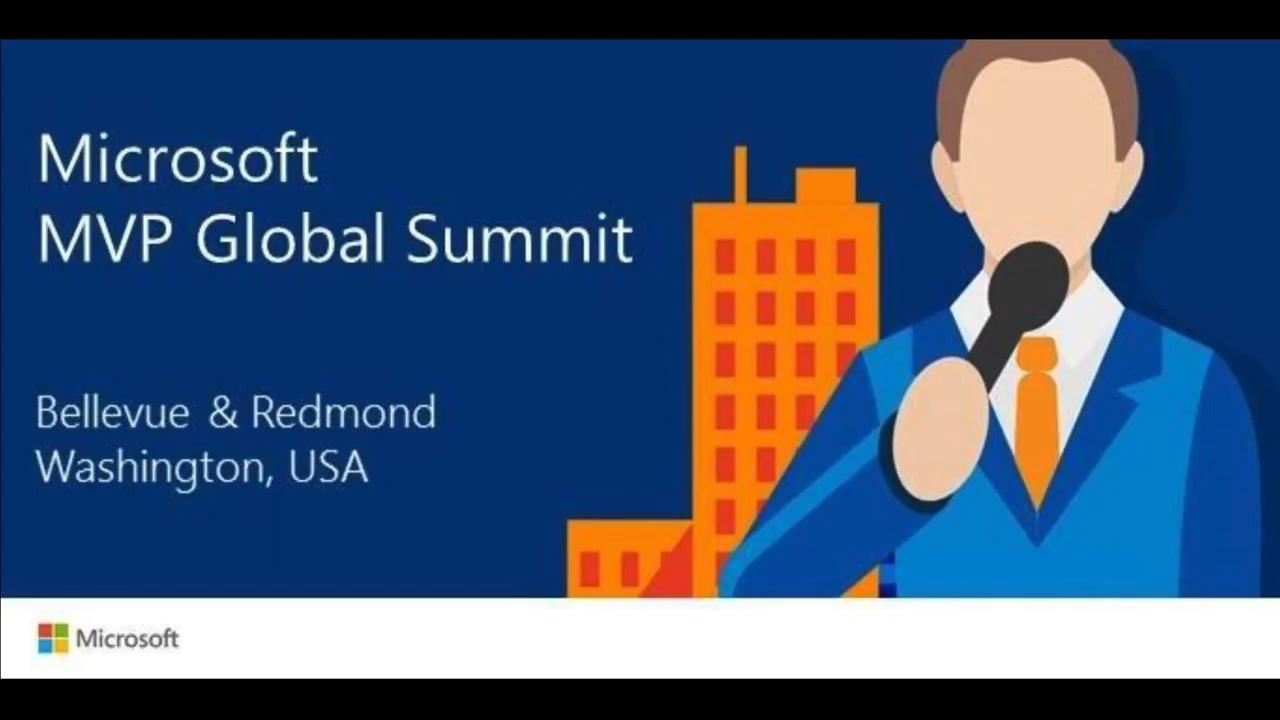 Microsoft
MVP Global Summit
Bellevue & Redmond
Washington, USA
Microsoft